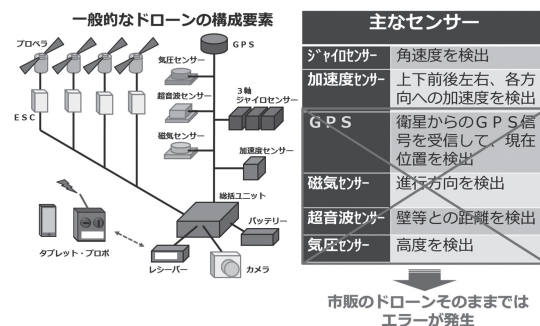 一般的なドローンの構成要素
プロペラ
ESC
GPS
気圧センサー
超音波センサー
3軸
ジャイロセンサー
磁気センサー
加速度センサー
総括ユニット
バッテリー
タブレット・プロポ
レシーバー
カメラ
主なセンサー
ジャイロセンサー 角速度を検出
加速度センサー 上下前後左右、各方
向への加速度を検出
GPS 衛星からのGPS信
号を受信して、現在
位置を検出
磁気センサー 進行方向を検出
超音波センサー 壁等との距離を検出
気圧センサー 高度を検出
市販のドローンそのままでは
エラーが発生